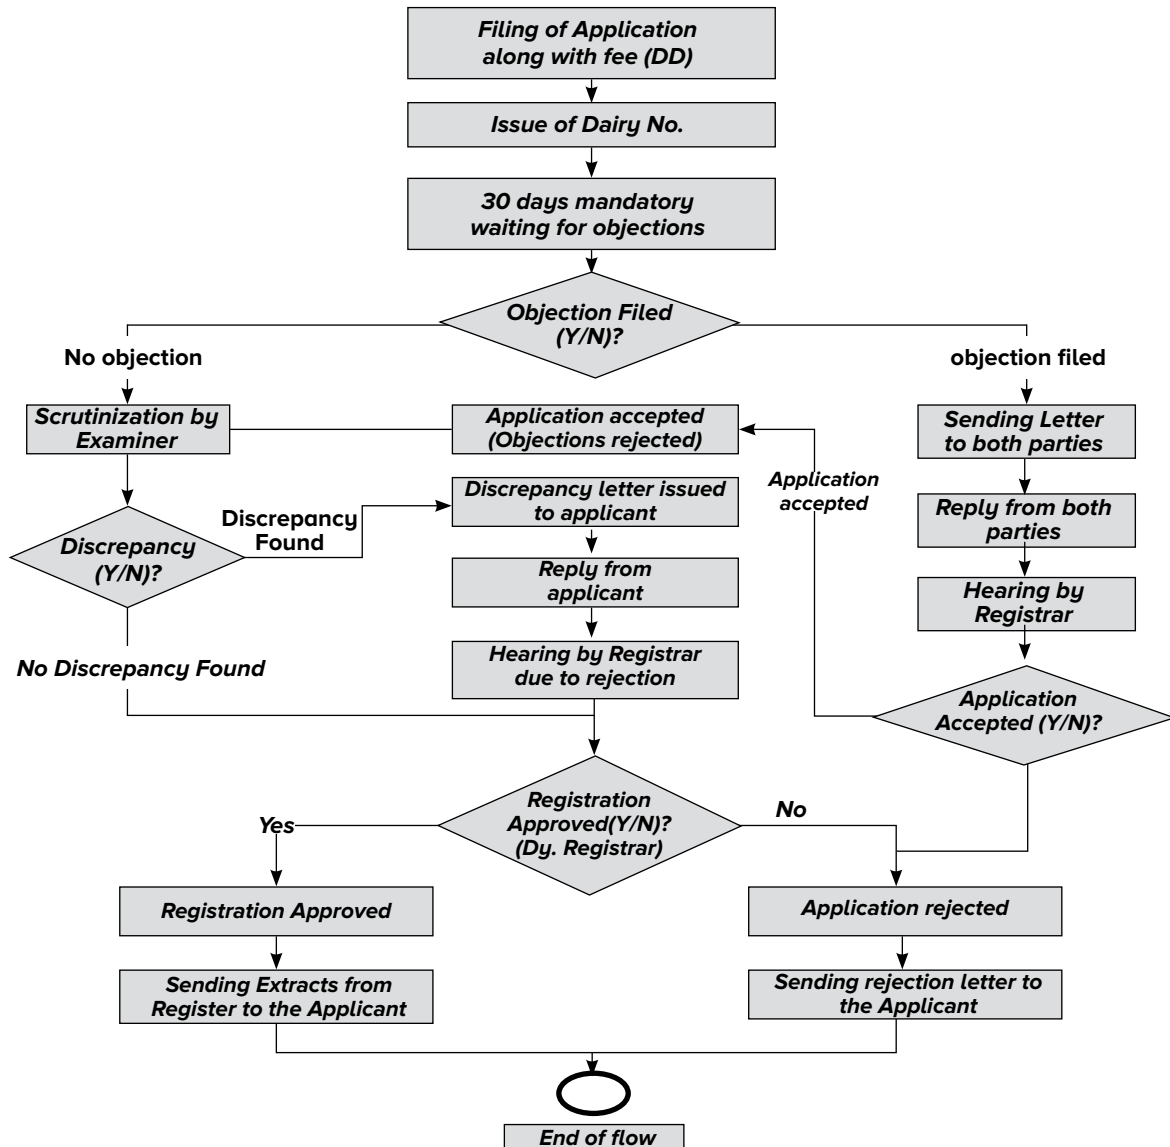 Filing of Application
along with fee (DD)
Issue of Dairy No.
30 days mandatory
waiting for objections
Objection Filed
(Y/N)?
No objection
objection filed
Scrutinization by
Examiner
Application accepted
(Objections rejected)
Sending Letter
to both parties
Application
accepted
Discrepancy letter issued
to applicant
Discrepancy
Found
Reply from both
parties
Discrepancy
(Y/N)?
Reply from
applicant
Hearing by
Registrar
No Discrepancy Found
Hearing by Registrar
due to rejection
Application
Accepted (Y/N)?
Registration
Approved(Y/N)?
(Dy. Registrar)
Yes
No
Registration Approved
Application rejected
Sending Extracts from
Register to the Applicant
Sending rejection letter to
the Applicant
End of flow